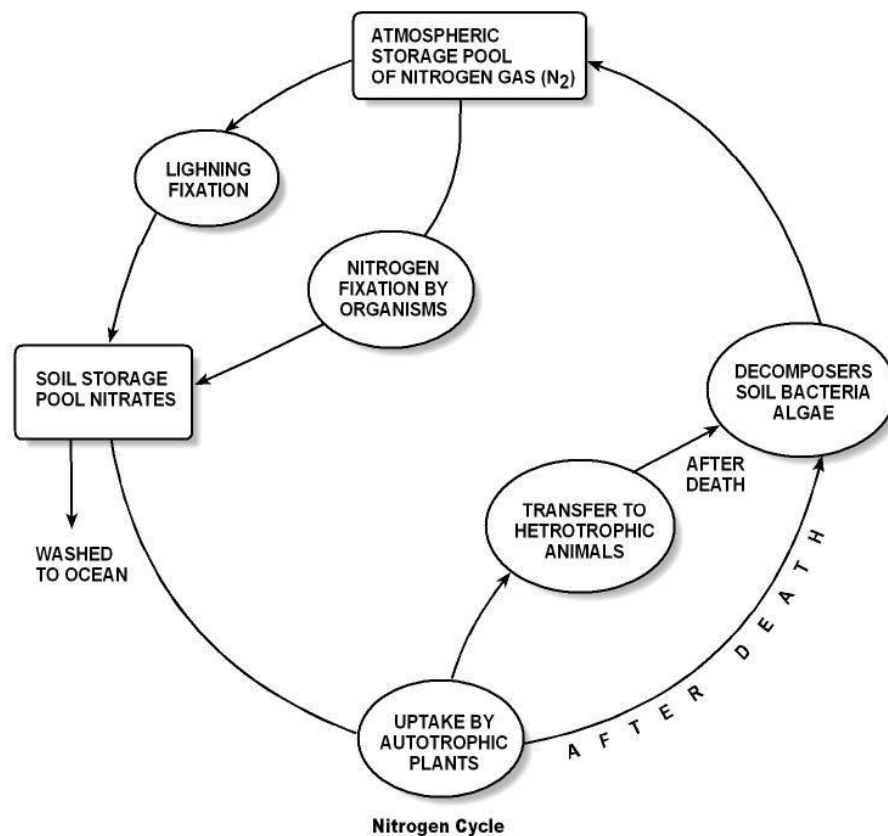 ATMOSPHERIC
STORAGE POOL
OF NITROGEN GAS (N₂)
LIGHNING
FIXATION
NITROGEN
FIXATION BY
ORGANISMS
SOIL STORAGE
POOL NITRATES
DECOMPOSERS
SOIL BACTERIA
ALGAE
AFTER
DEATH
TRANSFER TO
HETROTROPHIC
ANIMALS
WASHED
TO OCEAN
AFTER DEATH
UPTAKE BY
AUTOTROPHIC
PLANTS
Nitrogen Cycle